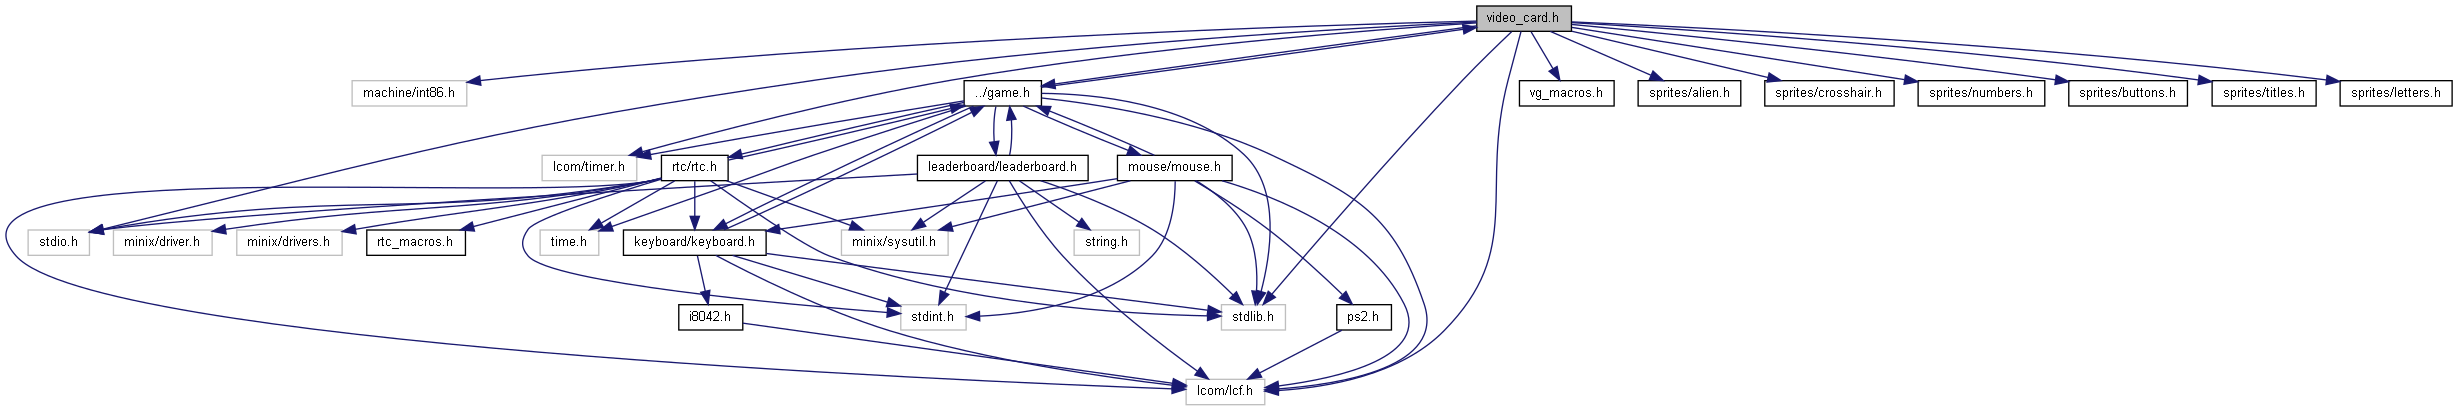 video_card.h
machine/int86.h
../game.h
vg_macros.h
sprites/alien.h
sprites/crosshair.h
sprites/numbers.h
sprites/buttons.h
sprites/titles.h
sprites/letters.h
lcom/timer.h
rtc/rtc.h
leaderboard/leaderboard.h
mouse/mouse.h
stdio.h
minix/driver.h
minix/drivers.h
rtc_macros.h
time.h
keyboard/keyboard.h
minix/sysutil.h
string.h
i8042.h
stdint.h
stdlib.h
ps2.h
lcom/lcf.h